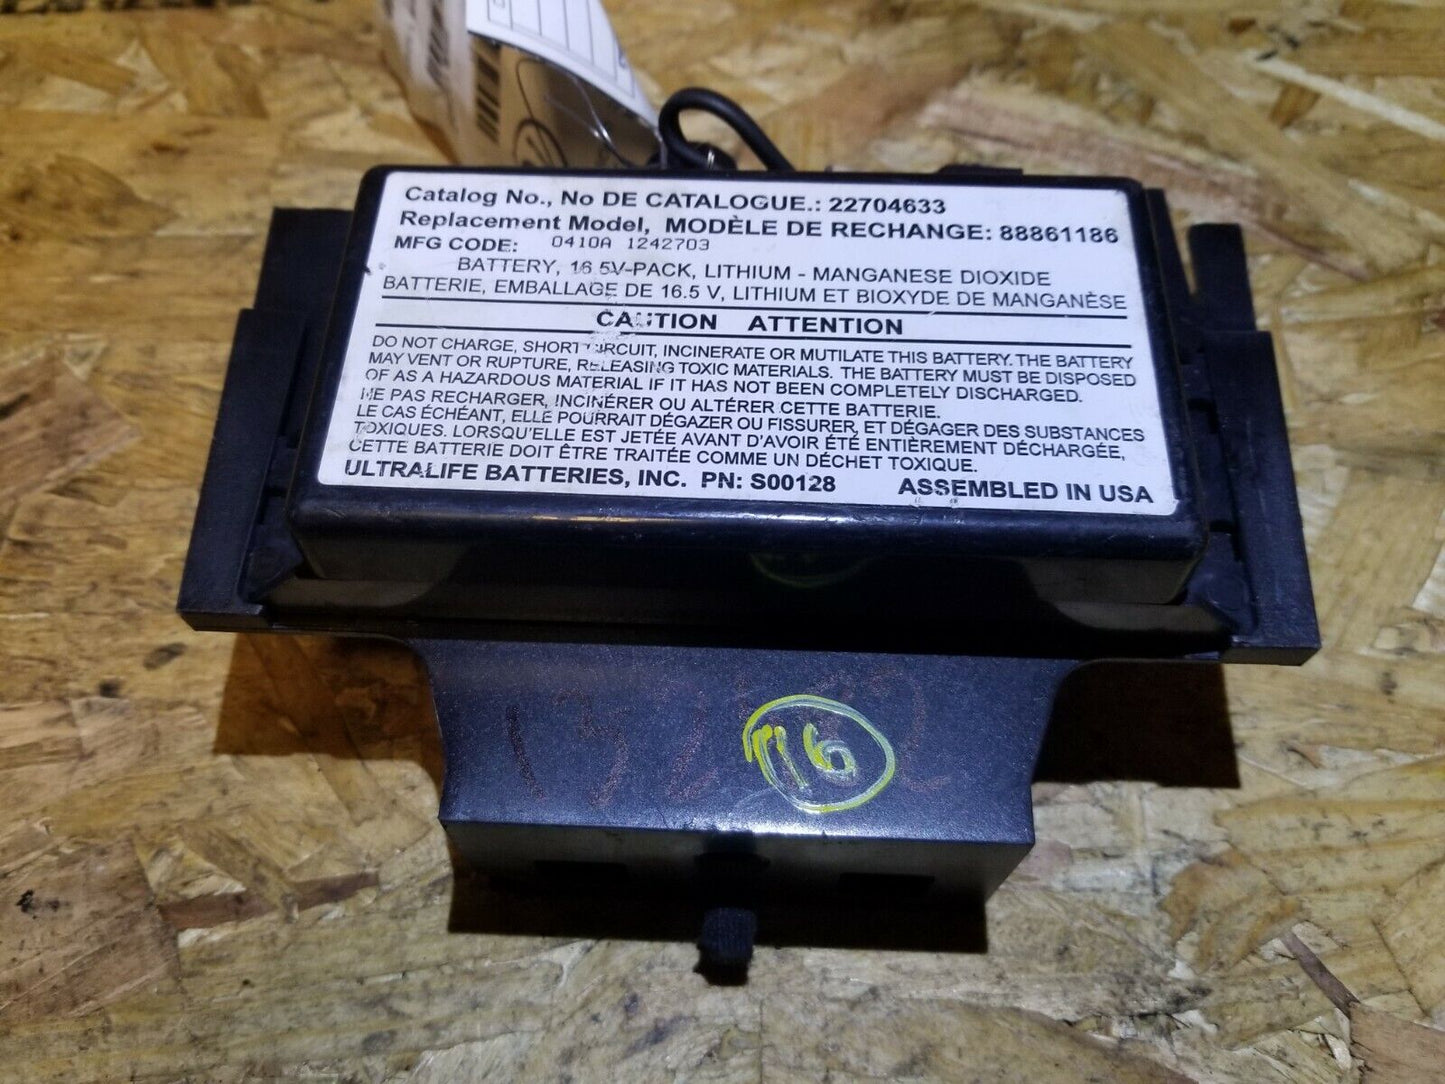 Catalog No., No DE CATALOGUE.: 22704633
Replacement Model, MODÈLE DE RECHANGE: 88861186
MFG CODE: 0410A 1242703
BATTERY, 16.5V-PACK, LITHIUM - MANGANESE DIOXIDE
BATTERIE, EMBALLAGE DE 16.5 V, LITHIUM ET BIOXYDE DE MANGANÈSE
CAUTION ATTENTION
DO NOT CHARGE, SHORT CIRCUIT, INCINERATE OR MUTILATE THIS BATTERY. THE BATTERY
MAY VENT OR RUPTURE, RELEASING TOXIC MATERIALS. THE BATTERY MUST BE DISPOSED
OF AS A HAZARDOUS MATERIAL IF IT HAS NOT BEEN COMPLETELY DISCHARGED.
NE PAS RECHARGER, INCINÉRER OU ALTÉRER CETTE BATTERIE.
LE CAS ÉCHÉANT, ELLE POURRAIT DÉGAZER OU FISSURER, ET DÉGAGER DES SUBSTANCES
TOXIQUES. LORSQU'ELLE EST JETÉE AVANT D'AVOIR ÉTÉ ENTIÈREMENT DÉCHARGÉE,
CETTE BATTERIE DOIT ÊTRE TRAITÉE COMME UN DÉCHET TOXIQUE.
ULTRALIFE BATTERIES, INC. PN: S00128 ASSEMBLED IN USA